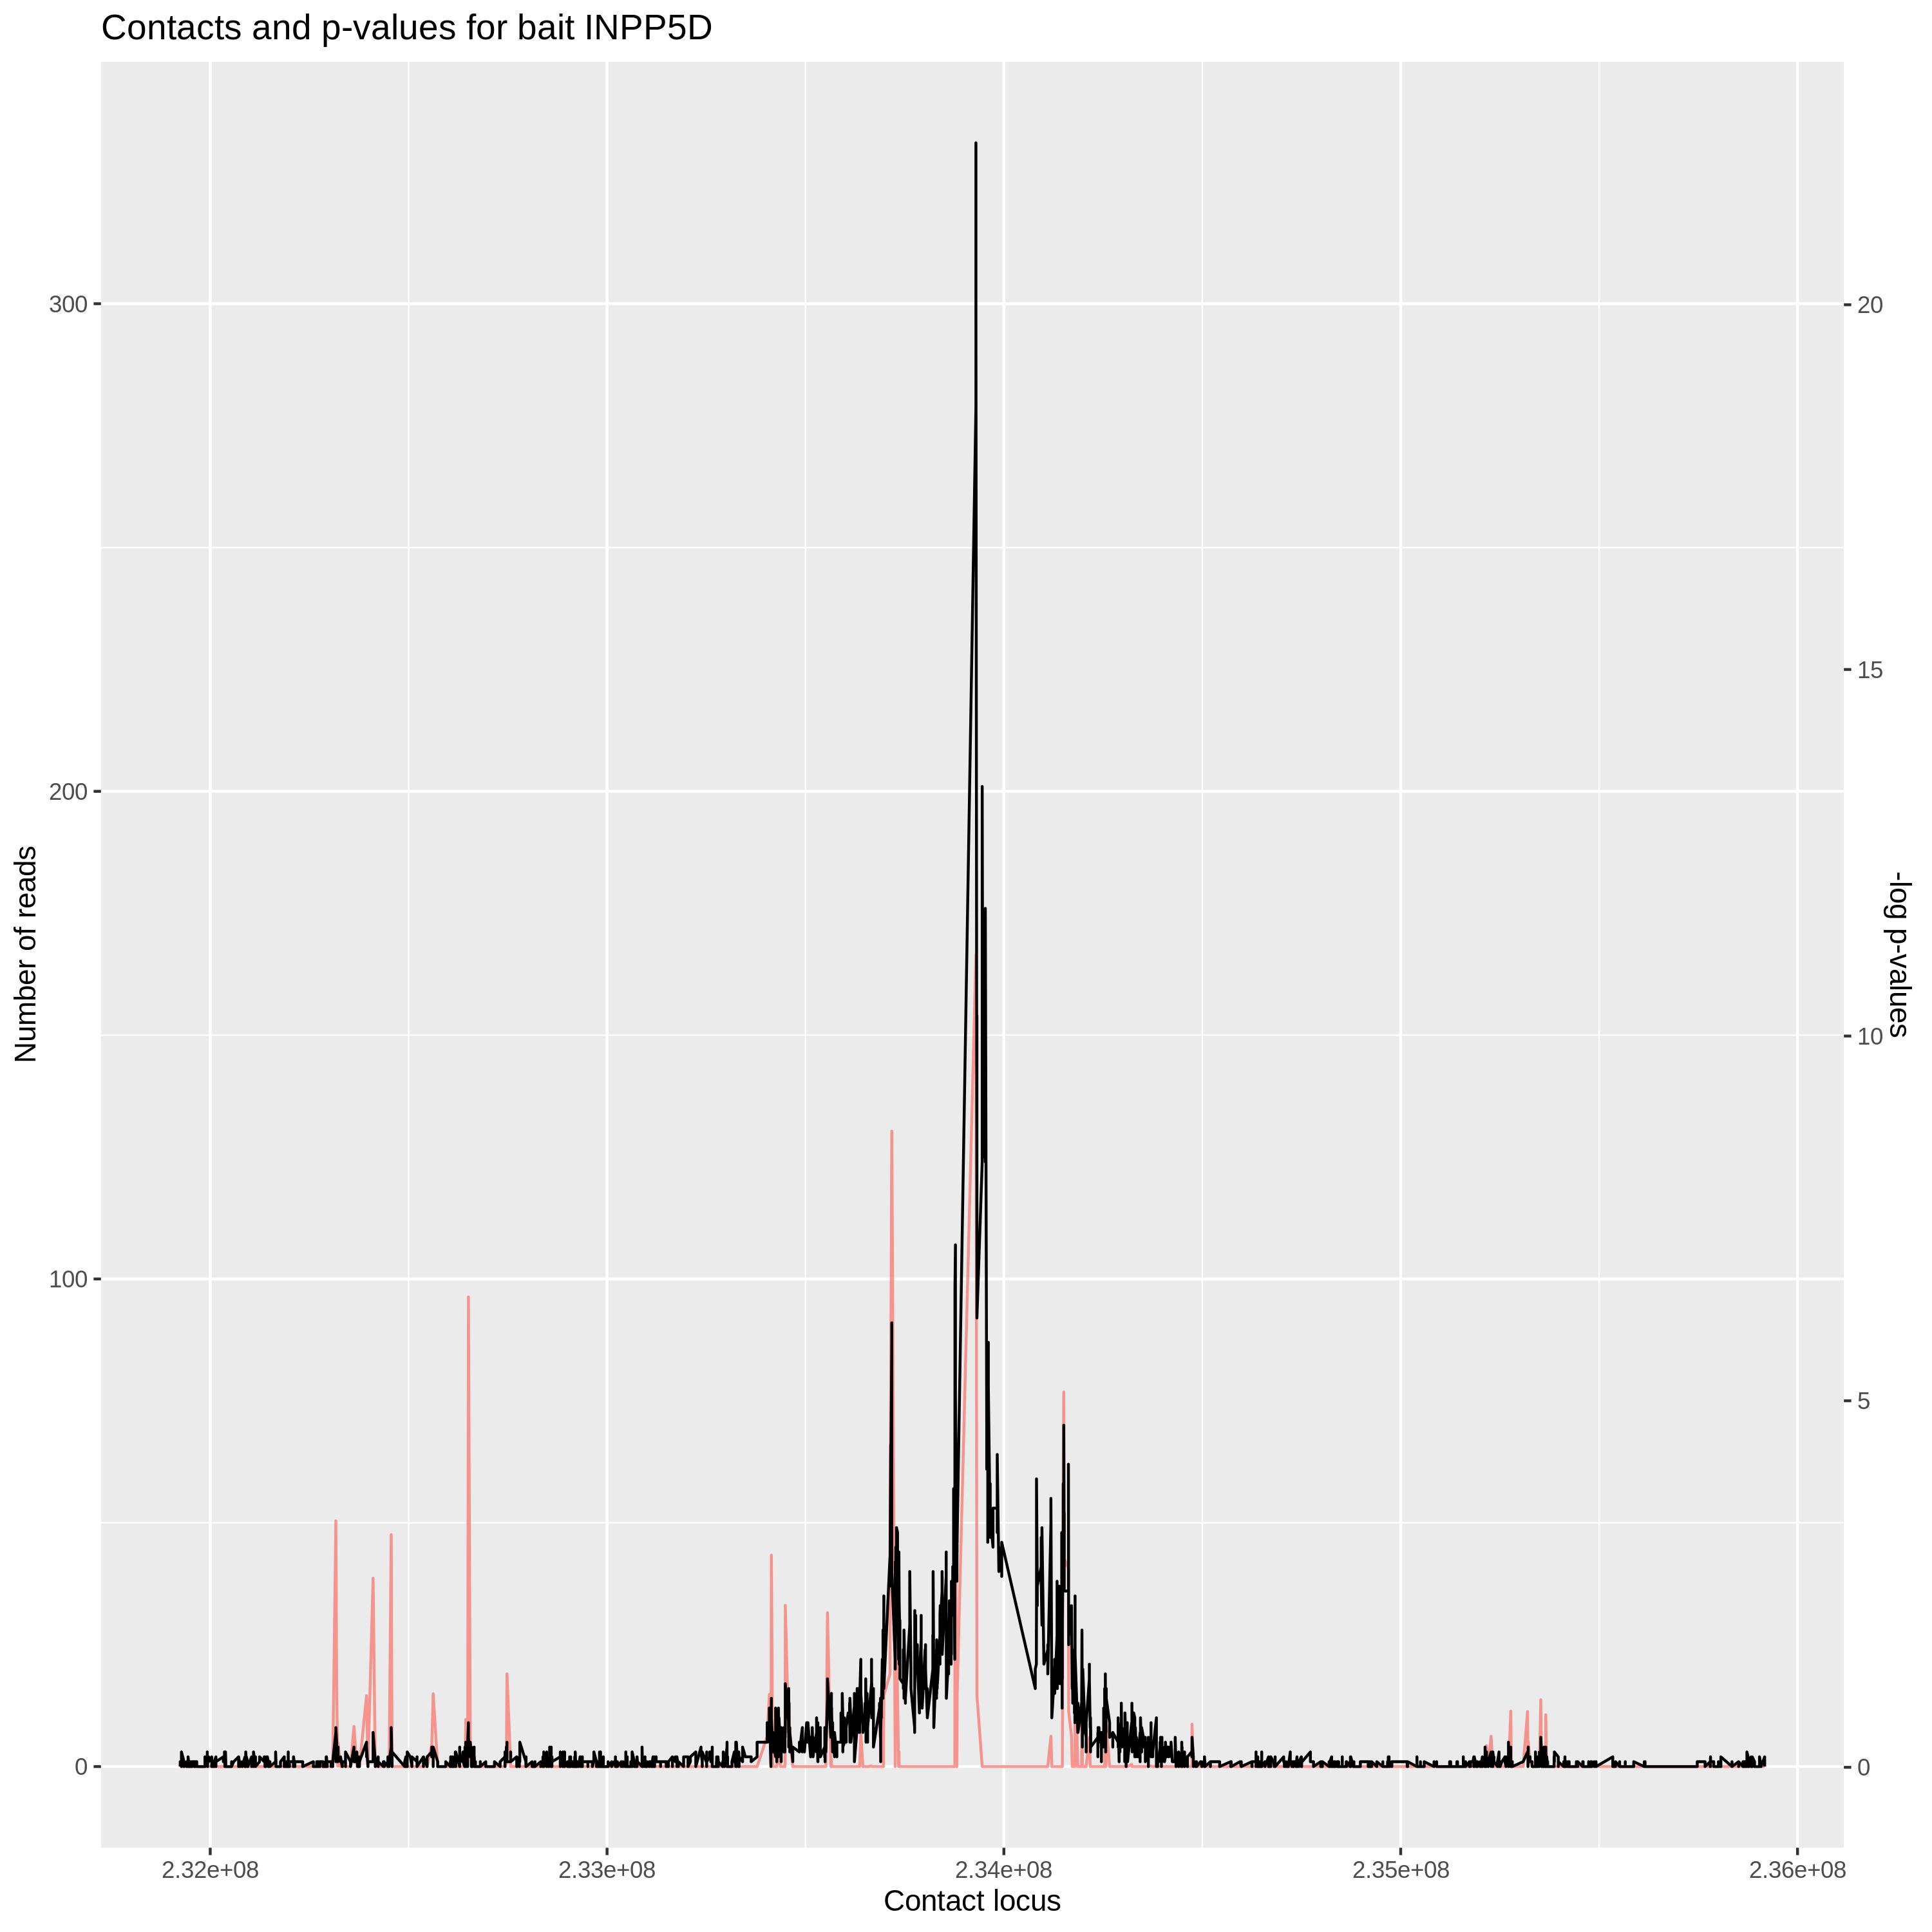 Contacts and p-values for bait INPP5D
300
200
100
0
Number of reads
20
15
10
5
0
-log p-values
2.32e+08
2.33e+08
2.34e+08
2.35e+08
2.36e+08
Contact locus